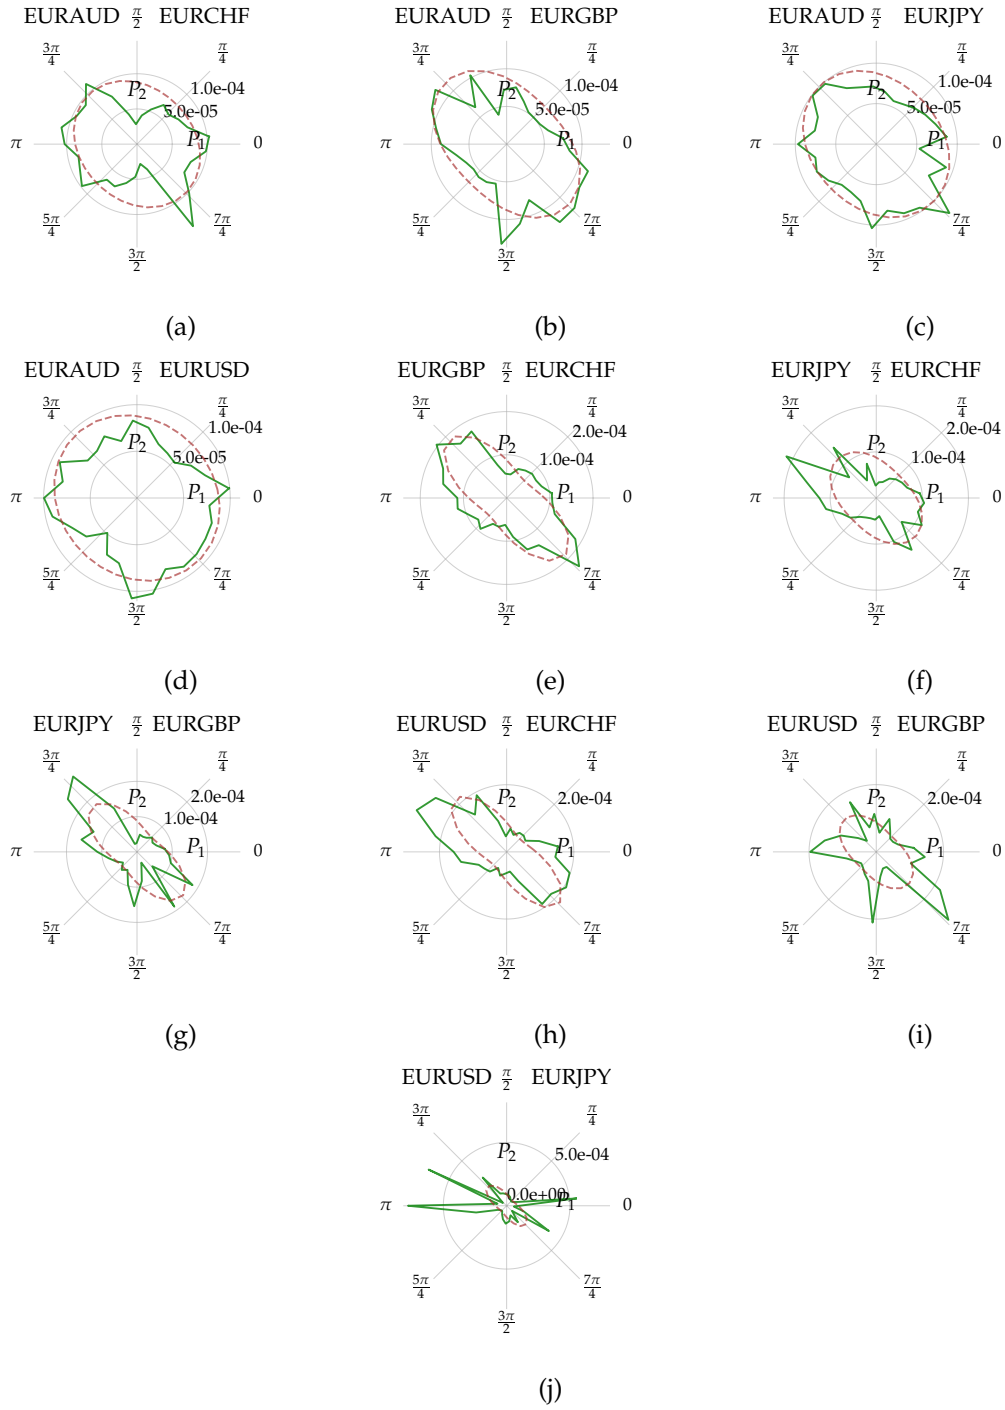 EURAUD π/2 EURCHF
3π/4 π/4
1.0e-04
P2 5.0e-05
π P1 0
5π/4 7π/4
3π/2
(a)
EURAUD π/2 EURGBP
3π/4 π/4
1.0e-04
P2 5.0e-05
π P1 0
5π/4 7π/4
3π/2
(b)
EURAUD π/2 EURJPY
3π/4 π/4
1.0e-04
P2 5.0e-05
π P1 0
5π/4 7π/4
3π/2
(c)
EURAUD π/2 EURUSD
3π/4 π/4
1.0e-04
P2 5.0e-05
π P1 0
5π/4 7π/4
3π/2
(d)
EURGBP π/2 EURCHF
3π/4 π/4
2.0e-04
P2 1.0e-04
π P1 0
5π/4 7π/4
3π/2
(e)
EURJPY π/2 EURCHF
3π/4 π/4
2.0e-04
P2 1.0e-04
π P1 0
5π/4 7π/4
3π/2
(f)
EURJPY π/2 EURGBP
3π/4 π/4
2.0e-04
P2 1.0e-04
π P1 0
5π/4 7π/4
3π/2
(g)
EURUSD π/2 EURCHF
3π/4 π/4
2.0e-04
P2
π P1 0
5π/4 7π/4
3π/2
(h)
EURUSD π/2 EURGBP
3π/4 π/4
2.0e-04
P2
π P1 0
5π/4 7π/4
3π/2
(i)
EURUSD π/2 EURJPY
3π/4 π/4
P2 5.0e-04
0.0e+00 P1
π 0
5π/4 7π/4
3π/2
(j)